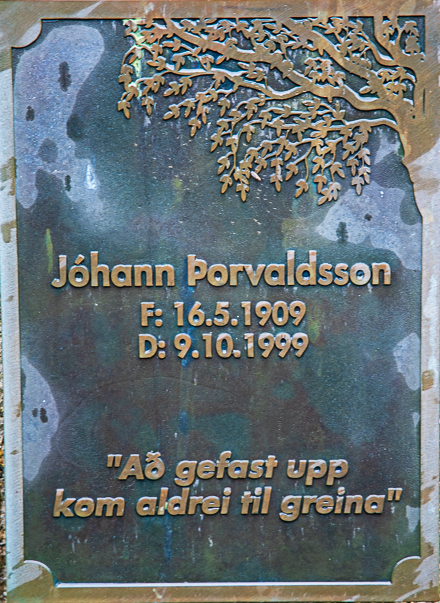 Jóhann Þorvaldsson
F: 16.5.1909
D: 9.10.1999
"Að gefast upp
kom aldrei til greina"